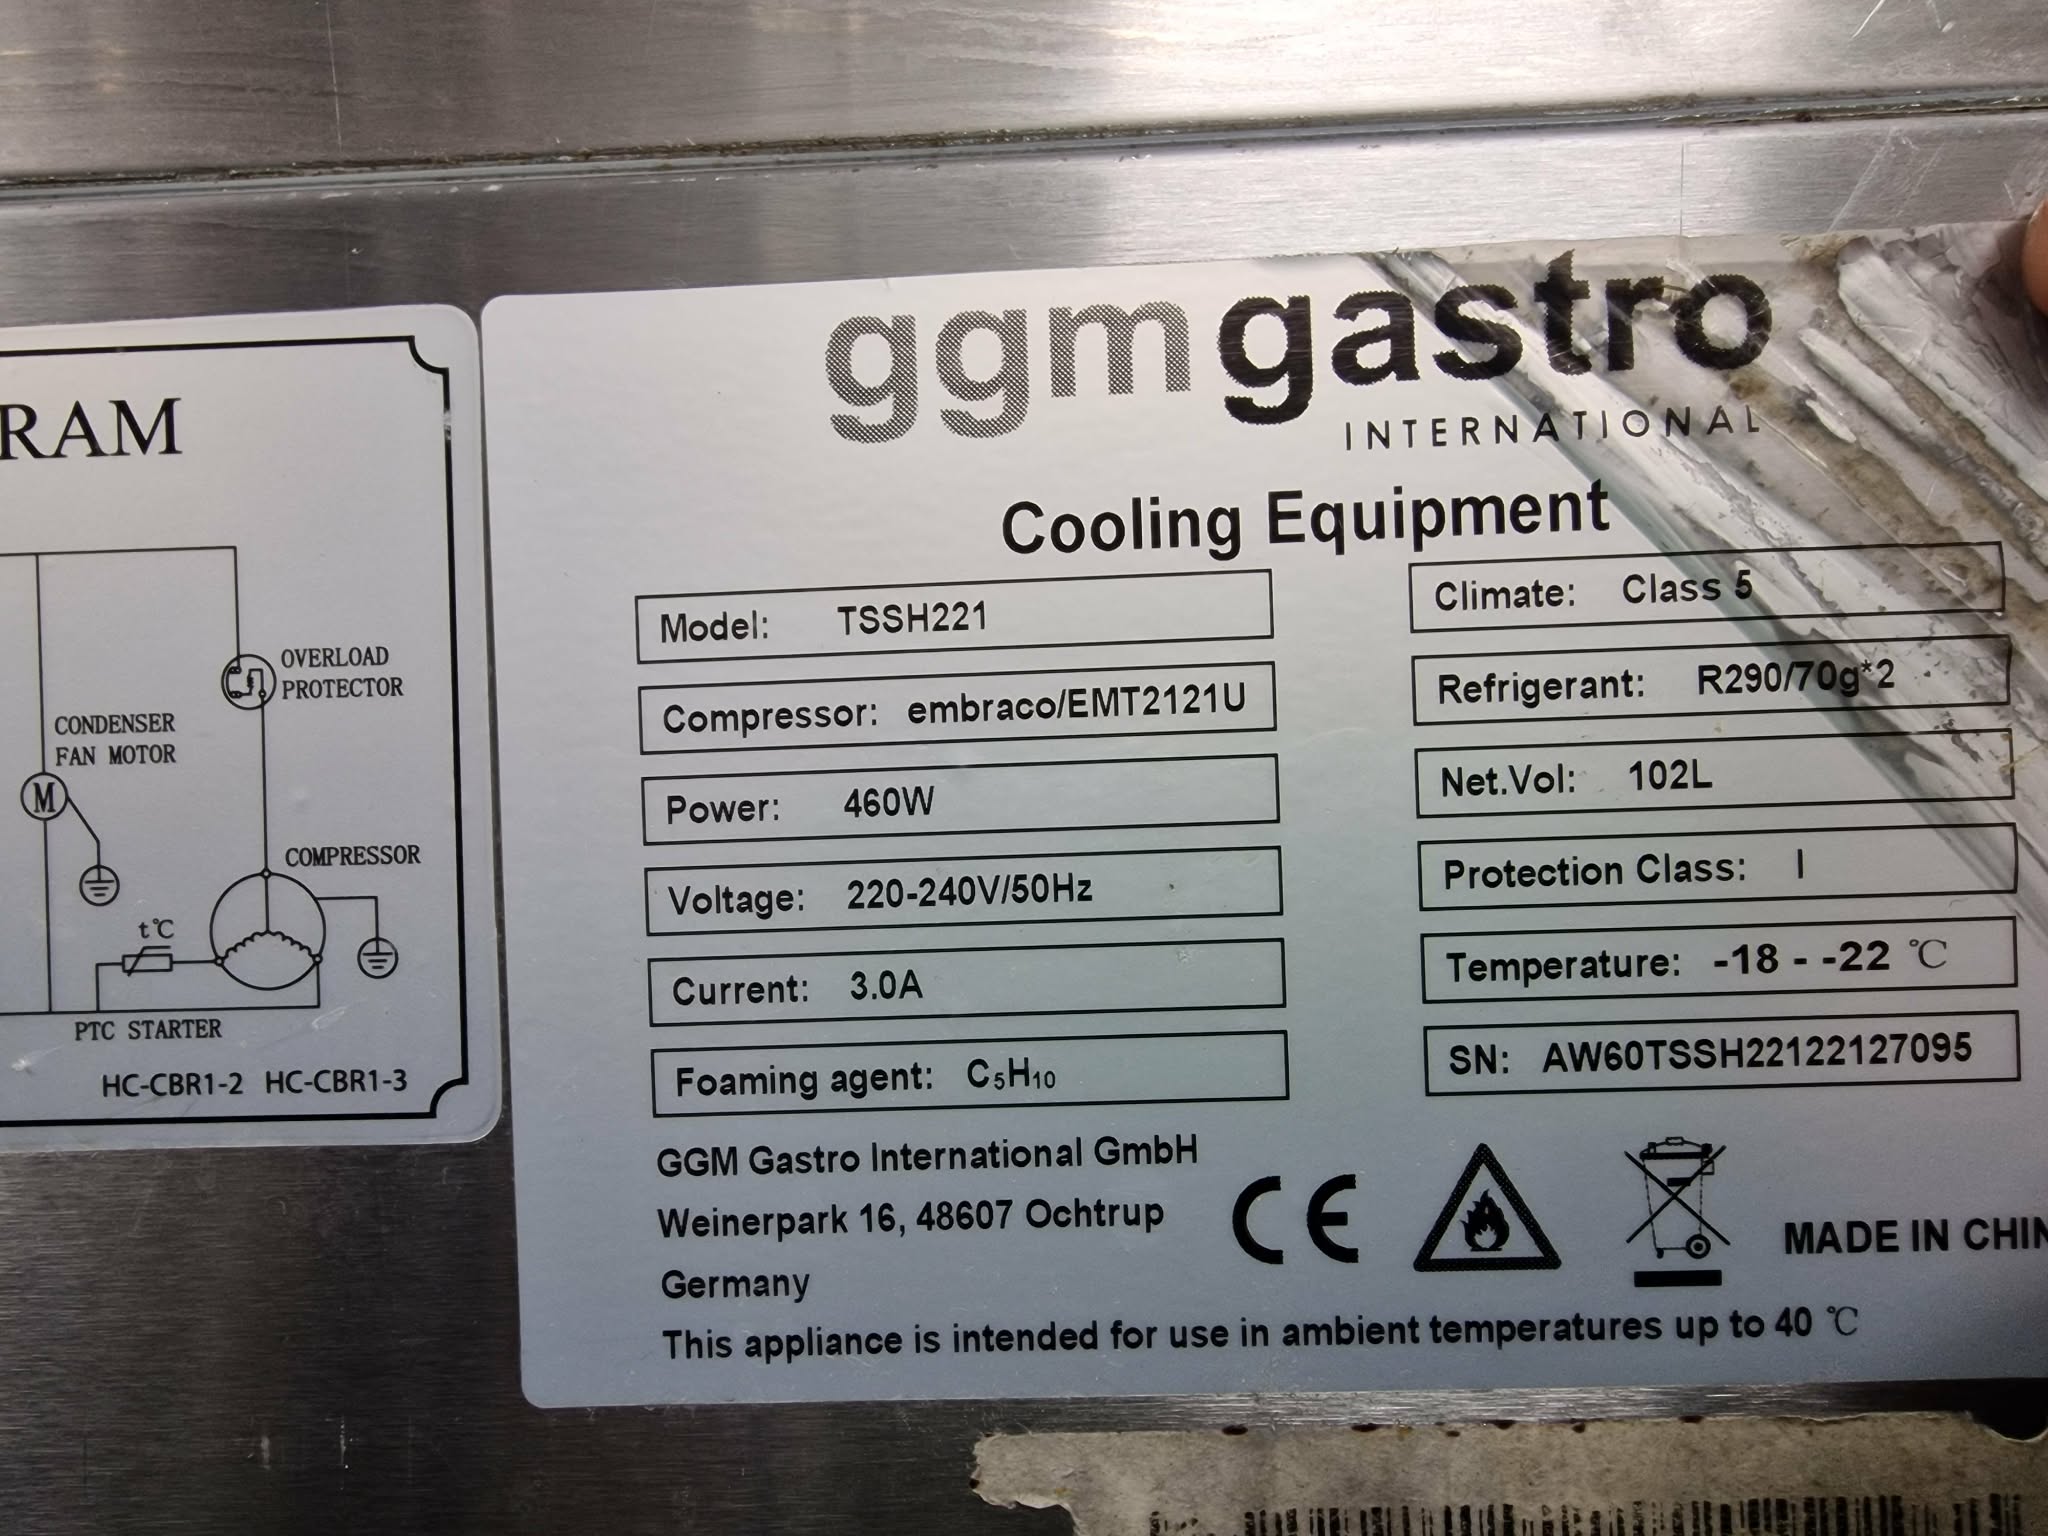 RAM
OVERLOAD
PROTECTOR
CONDENSER
FAN MOTOR
M
COMPRESSOR
t℃
PTC STARTER
HC-CBR1-2 HC-CBR1-3
ggmgastro
INTERNATIONAL
Cooling Equipment
Model: TSSH221
Compressor: embraco/EMT2121U
Power: 460W
Voltage: 220-240V/50Hz
Current: 3.0A
Foaming agent: C₅H₁₀
Climate: Class 5
Refrigerant: R290/70g*2
Net.Vol: 102L
Protection Class: I
Temperature: -18 - -22 ℃
SN: AW60TSSH22122127095
GGM Gastro International GmbH
Weinerpark 16, 48607 Ochtrup
Germany
CE
MADE IN CHIN
This appliance is intended for use in ambient temperatures up to 40 ℃